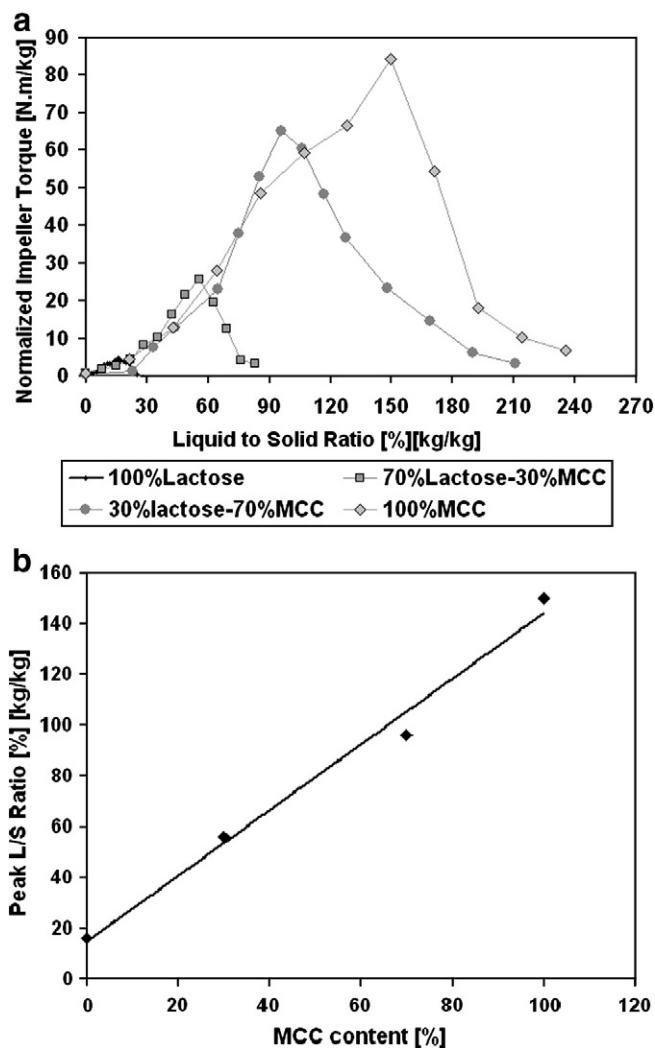 a
90
80
70
60
50
40
30
20
10
0
Normalized Impeller Torque [N.m/kg]
0 30 60 90 120 150 180 210 240 270
Liquid to Solid Ratio [%][kg/kg]
100%Lactose 70%Lactose-30%MCC
30%lactose-70%MCC 100%MCC
b
160
140
120
100
80
60
40
20
0
Peak L/S Ratio [%] [kg/kg]
0 20 40 60 80 100 120
MCC content [%]